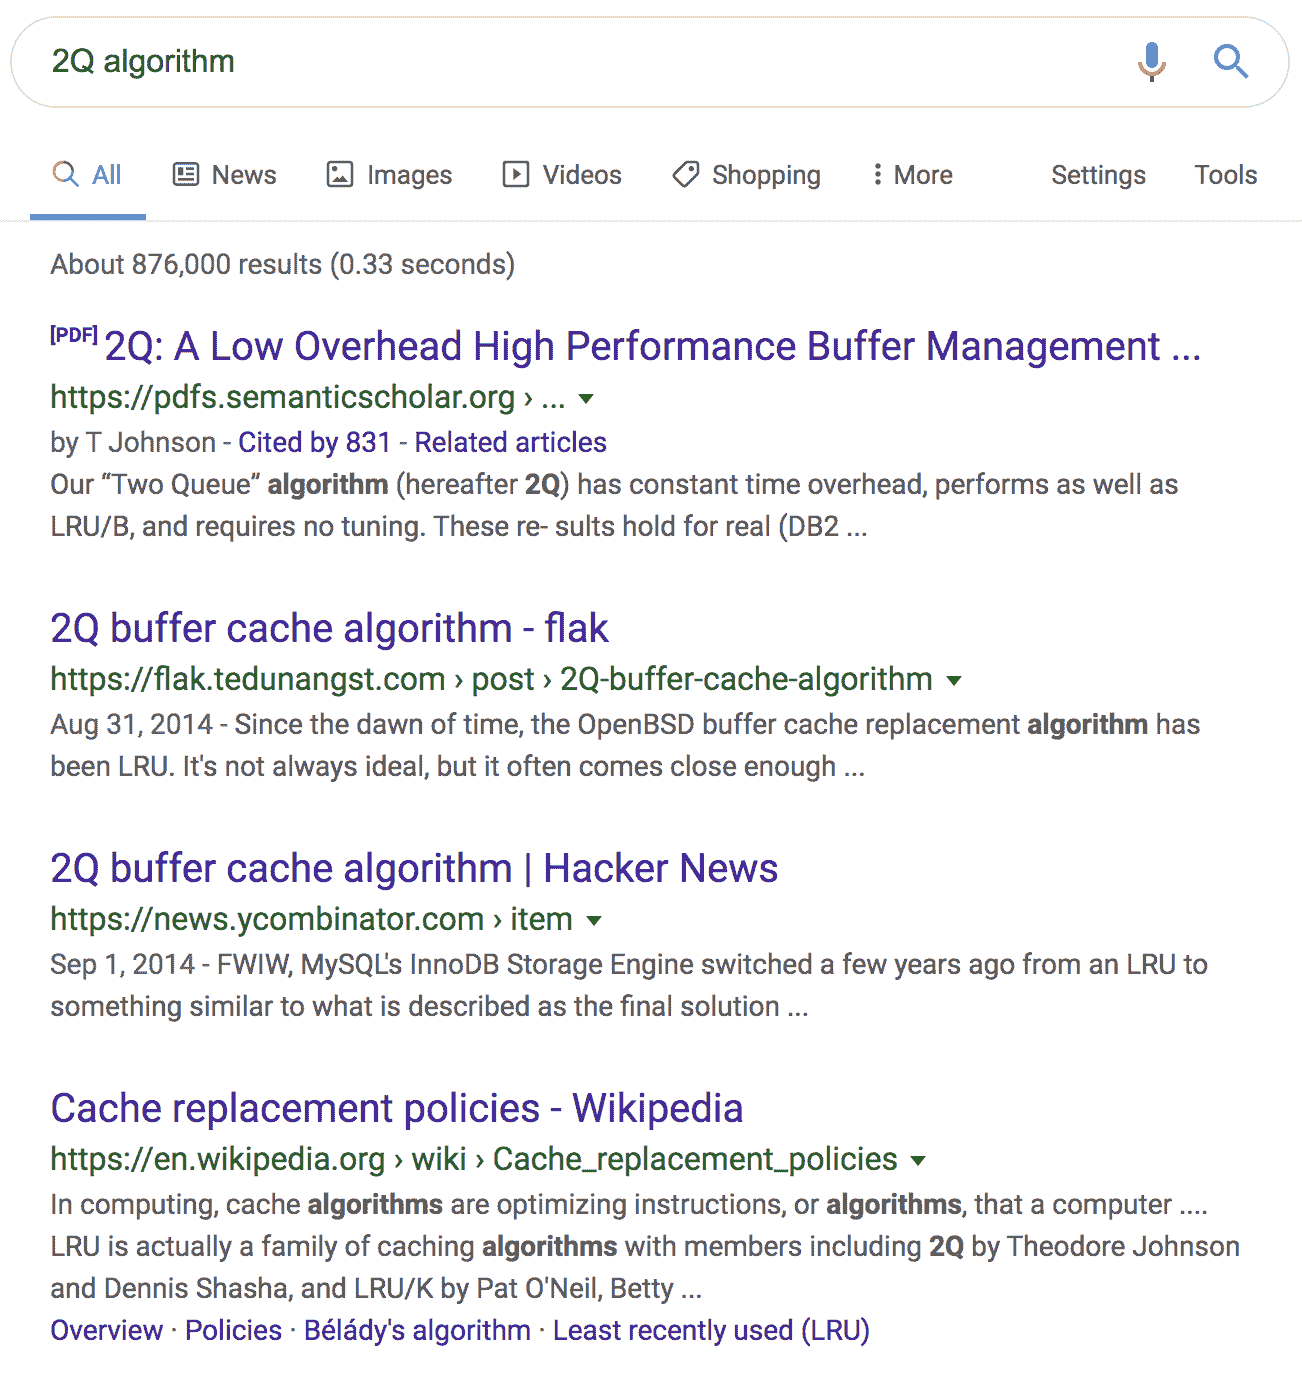 2Q algorithm
All News Images Videos Shopping More Settings Tools
About 876,000 results (0.33 seconds)
[PDF] 2Q: A Low Overhead High Performance Buffer Management ...
https://pdfs.semanticscholar.org › ...
by T Johnson - Cited by 831 - Related articles
Our “Two Queue” algorithm (hereafter 2Q) has constant time overhead, performs as well as
LRU/B, and requires no tuning. These re- sults hold for real (DB2 ...
2Q buffer cache algorithm - flak
https://flak.tedunangst.com › post › 2Q-buffer-cache-algorithm
Aug 31, 2014 - Since the dawn of time, the OpenBSD buffer cache replacement algorithm has
been LRU. It's not always ideal, but it often comes close enough ...
2Q buffer cache algorithm | Hacker News
https://news.ycombinator.com › item
Sep 1, 2014 - FWIW, MySQL's InnoDB Storage Engine switched a few years ago from an LRU to
something similar to what is described as the final solution ...
Cache replacement policies - Wikipedia
https://en.wikipedia.org › wiki › Cache_replacement_policies
In computing, cache algorithms are optimizing instructions, or algorithms, that a computer ....
LRU is actually a family of caching algorithms with members including 2Q by Theodore Johnson
and Dennis Shasha, and LRU/K by Pat O'Neil, Betty ...
Overview · Policies · Bélády's algorithm · Least recently used (LRU)